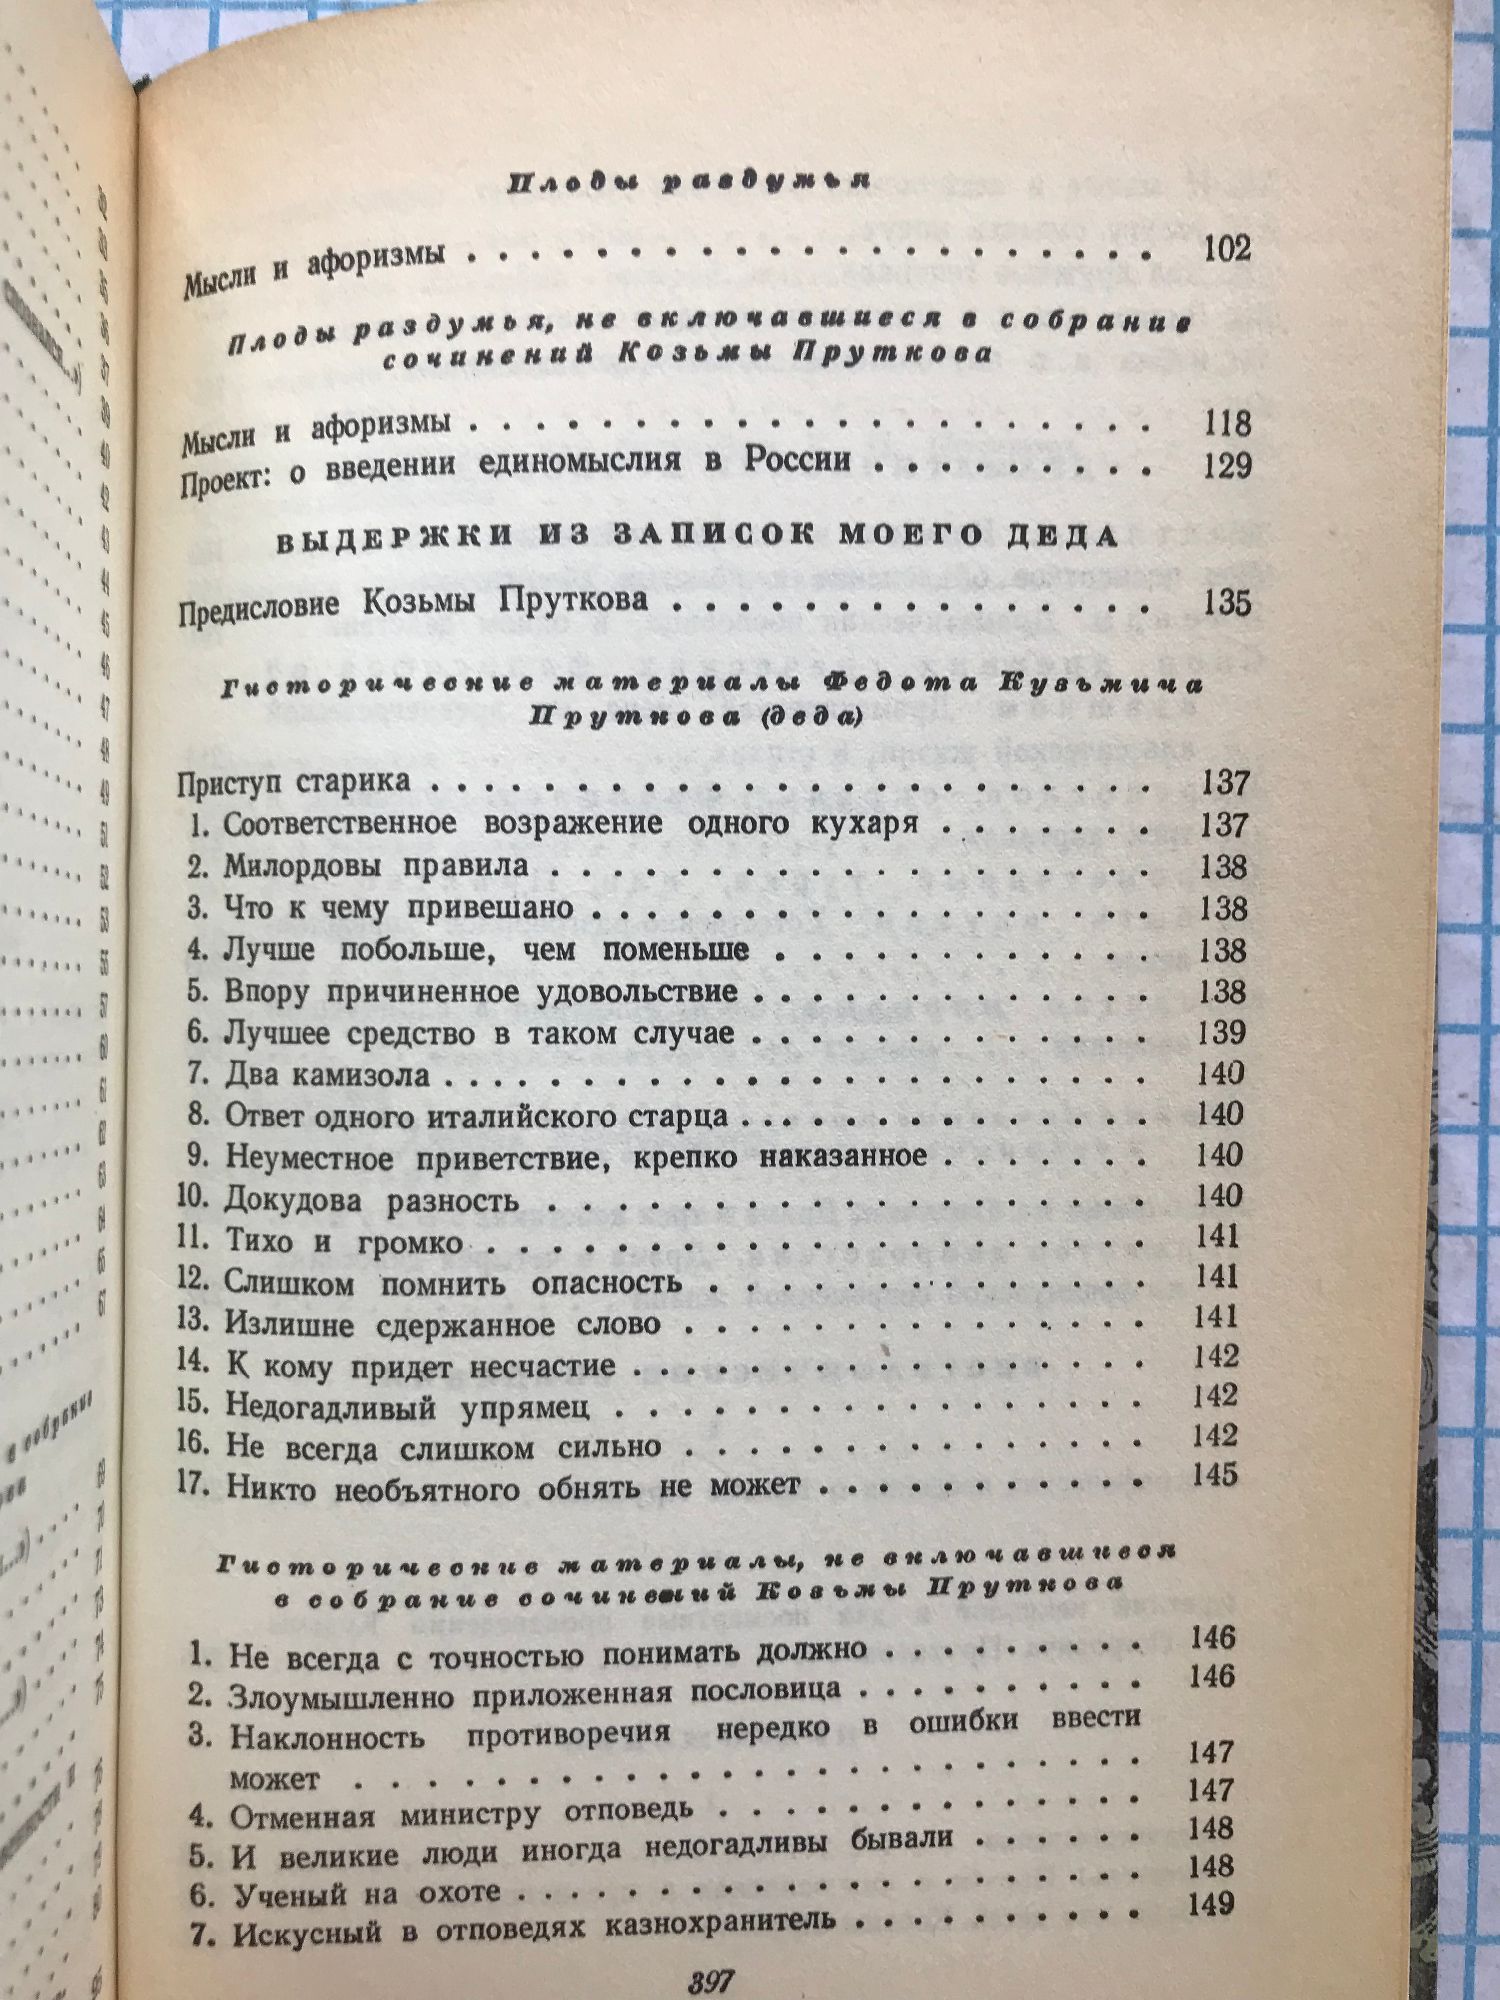 Плоды раздумья
Мысли и афоризмы . . . . . . . . . . . . . . . . . . . . 102
Плоды раздумья, не включавшиеся в собрание
сочинений Козьмы Пруткова
Мысли и афоризмы . . . . . . . . . . . . . . . . . . . . 118
Проект: о введении единомыслия в России . . . . . . . . . 129
ВЫДЕРЖКИ ИЗ ЗАПИСОК МОЕГО ДЕДА
Предисловие Козьмы Пруткова . . . . . . . . . . . . . . . 135
Гисторические материалы Федота Кузьмича
Пруткова (деда)
Приступ старика . . . . . . . . . . . . . . . . . . . . . 137
1. Соответственное возражение одного кухаря . . . . . . . 137
2. Милордовы правила . . . . . . . . . . . . . . . . . . 138
3. Что к чему привешано . . . . . . . . . . . . . . . . . 138
4. Лучше побольше, чем поменьше . . . . . . . . . . . . 138
5. Впору причиненное удовольствие . . . . . . . . . . . . 138
6. Лучшее средство в таком случае . . . . . . . . . . . . 139
7. Два камизола . . . . . . . . . . . . . . . . . . . . . 140
8. Ответ одного италийского старца . . . . . . . . . . . . 140
9. Неуместное приветствие, крепко наказанное . . . . . . . 140
10. Докудова разность . . . . . . . . . . . . . . . . . . 140
11. Тихо и громко . . . . . . . . . . . . . . . . . . . . 141
12. Слишком помнить опасность . . . . . . . . . . . . . . 141
13. Излишне сдержанное слово . . . . . . . . . . . . . . 141
14. К кому придет несчастие . . . . . . . . . . . . . . . . 142
15. Недогадливый упрямец . . . . . . . . . . . . . . . . 142
16. Не всегда слишком сильно . . . . . . . . . . . . . . 142
17. Никто необъятного обнять не может . . . . . . . . . . 145
Гисторические материалы, не включавшиеся
в собрание сочинений Козьмы Пруткова
1. Не всегда с точностью понимать должно . . . . . . . . . 146
2. Злоумышленно приложенная пословица . . . . . . . . . . 146
3. Наклонность противоречия нередко в ошибки ввести
может . . . . . . . . . . . . . . . . . . . . . . 147
4. Отменная министру отповедь . . . . . . . . . . . . . . 147
5. И великие люди иногда недогадливы бывали . . . . . . 148
6. Ученый на охоте . . . . . . . . . . . . . . . . . . . 148
7. Искусный в отповедях казнохранитель . . . . . . . . . . 149
397